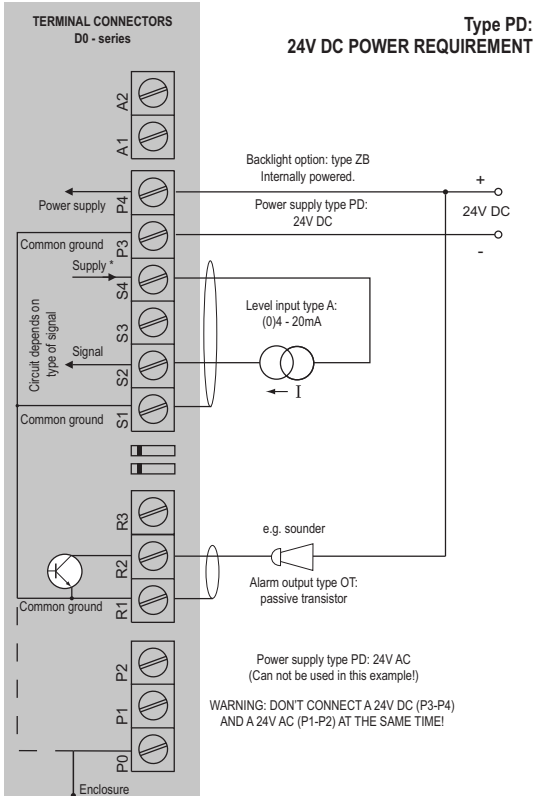 TERMINAL CONNECTORS
D0 - series
Type PD:
24V DC POWER REQUIREMENT
A2
A1
Backlight option: type ZB
Internally powered.
+
Power supply
P4
Power supply type PD:
24V DC
24V DC
Common ground
P3
-
Supply *
S4
Circuit depends on
type of signal
S3
Level input type A:
(0)4 - 20mA
Signal
S2
I
Common ground
S1
R3
e.g. sounder
R2
Alarm output type OT:
passive transistor
Common ground
R1
P2
Power supply type PD: 24V AC
(Can not be used in this example!)
P1
WARNING: DON'T CONNECT A 24V DC (P3-P4)
AND A 24V AC (P1-P2) AT THE SAME TIME!
P0
Enclosure